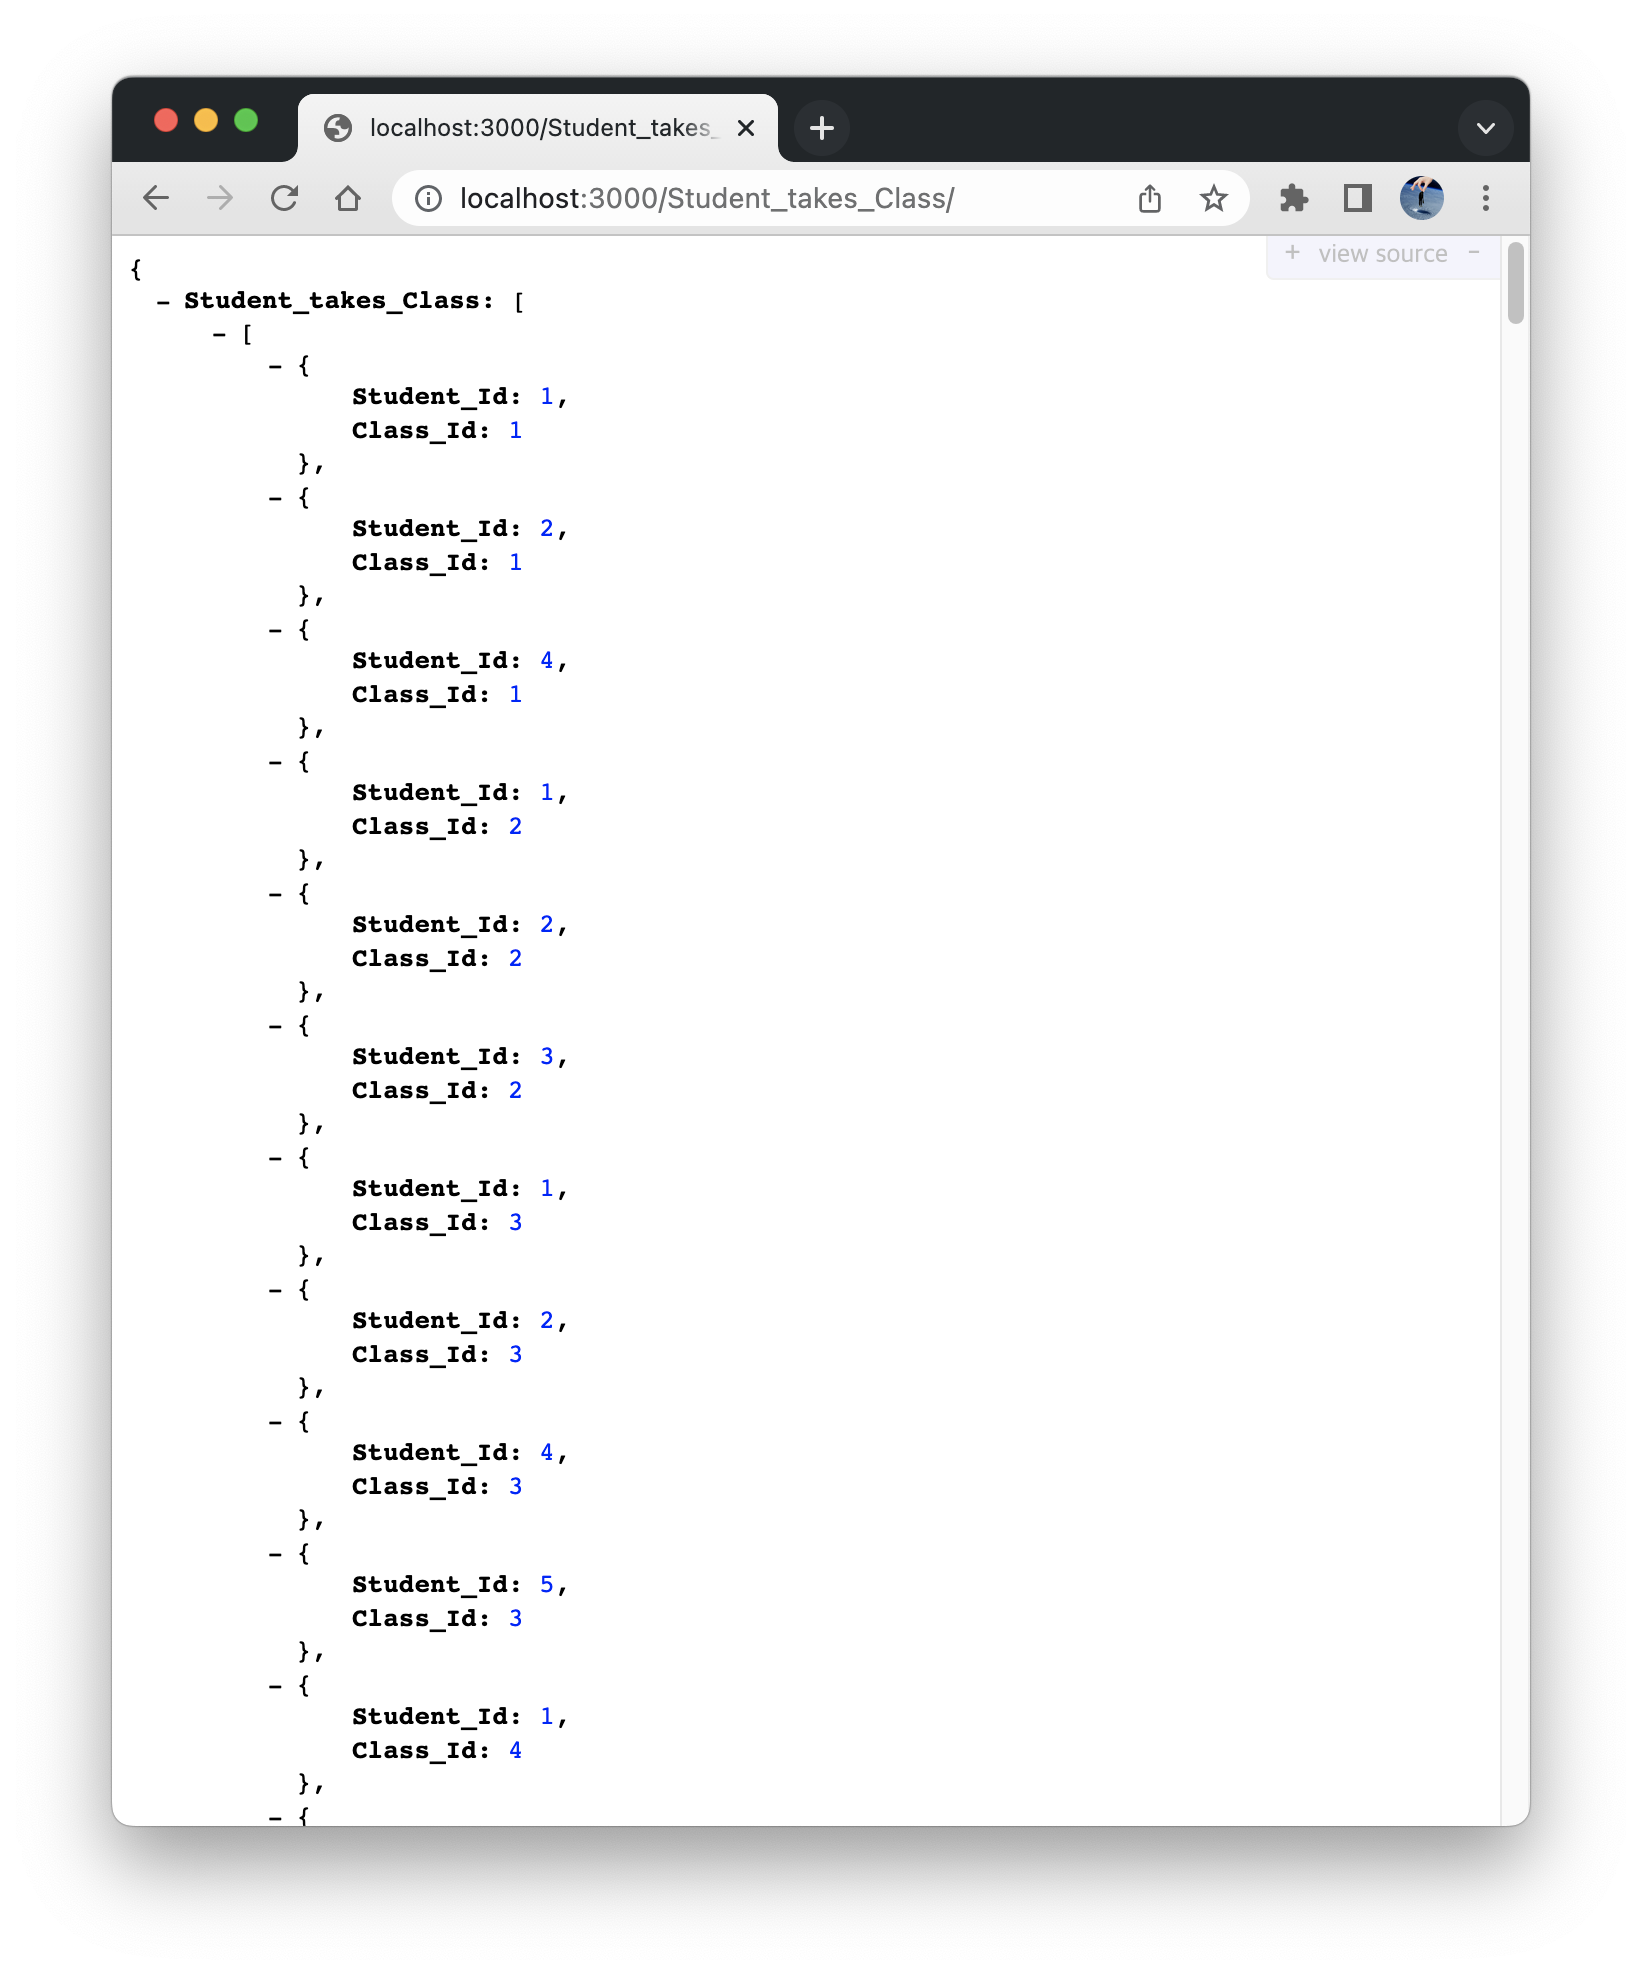 localhost:3000/Student_takes_
localhost:3000/Student_takes_Class/
+ view source -
{
- Student_takes_Class: [
- [
- {
Student_Id: 1,
Class_Id: 1
},
- {
Student_Id: 2,
Class_Id: 1
},
- {
Student_Id: 4,
Class_Id: 1
},
- {
Student_Id: 1,
Class_Id: 2
},
- {
Student_Id: 2,
Class_Id: 2
},
- {
Student_Id: 3,
Class_Id: 2
},
- {
Student_Id: 1,
Class_Id: 3
},
- {
Student_Id: 2,
Class_Id: 3
},
- {
Student_Id: 4,
Class_Id: 3
},
- {
Student_Id: 5,
Class_Id: 3
},
- {
Student_Id: 1,
Class_Id: 4
},
- {